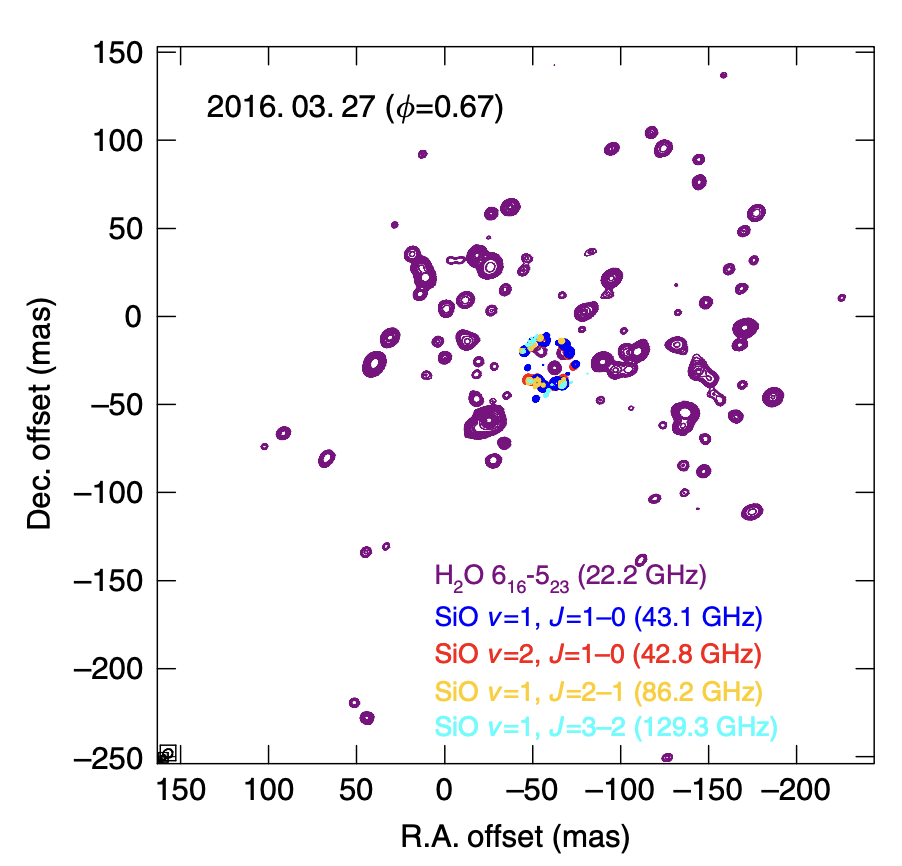 150
100
50
0
−50
−100
−150
−200
−250
Dec. offset (mas)
2016. 03. 27 (ϕ=0.67)
H₂O 6₁₆-5₂₃ (22.2 GHz)
SiO v=1, J=1–0 (43.1 GHz)
SiO v=2, J=1–0 (42.8 GHz)
SiO v=1, J=2–1 (86.2 GHz)
SiO v=1, J=3–2 (129.3 GHz)
150 100 50 0 −50 −100 −150 −200
R.A. offset (mas)